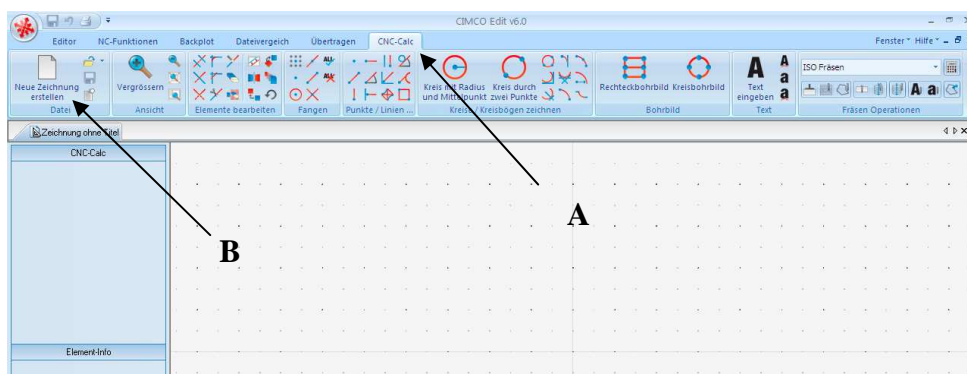 CIMCO Edit v6.0
Editor NC-Funktionen Backplot Dateivergeich Übertragen CNC-Calc Fenster Hilfe
Neue Zeichnung erstellen
Vergrössern
Kreis mit Radius und Mittelpunkt
Kreis durch zwei Punkte
Rechteckbohrbild Kreisbohrbild
A
Text eingeben
A
a
a
ISO Fräsen
A a
Datei Ansicht Elemente bearbeiten Fangen Punkte / Linien ... Kreise / Kreisbögen zeichnen Bohrbild Text Fräsen Operationen
Zeichnung ohne Titel
CNC-Calc
A
B
Element-Info